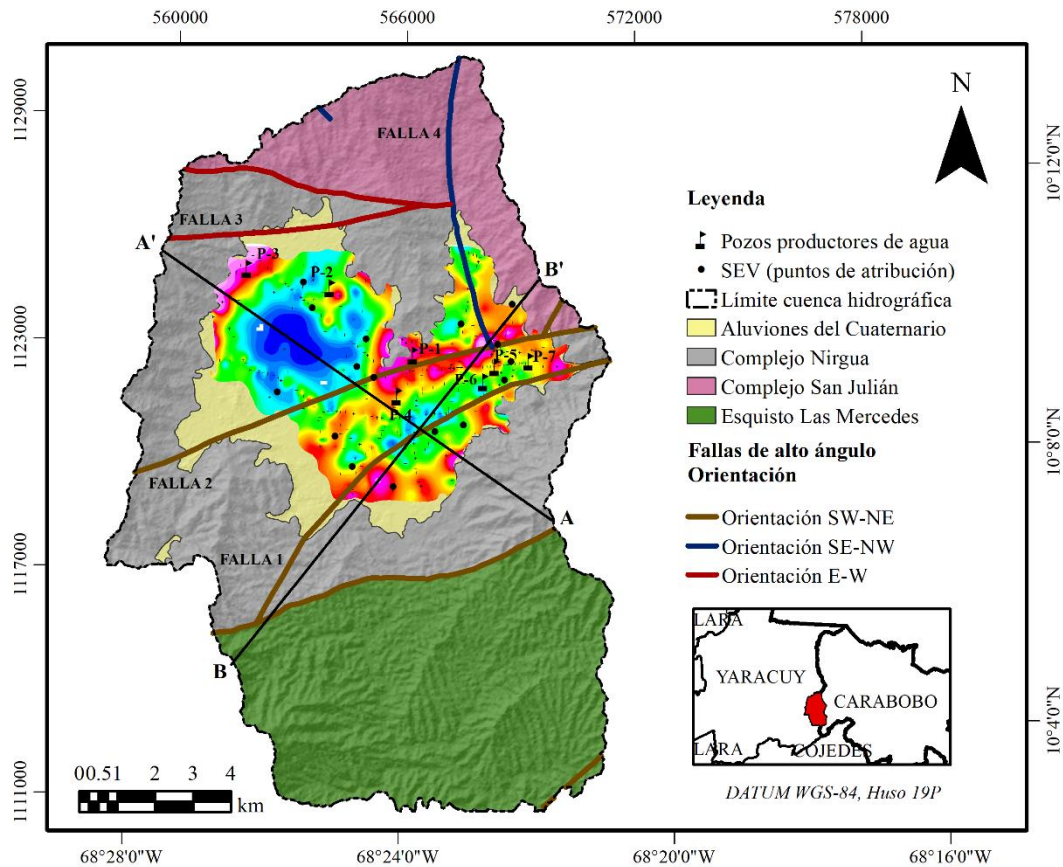 560000
566000
572000
578000
1129000
1123000
1117000
1111000
10°12'0"N
10°8'0"N
10°4'0"N
68°28'0"W
68°24'0"W
68°20'0"W
68°16'0"W
N
FALLA 4
FALLA 3
A'
B'
P-3
P-2
P-1
P-5
P-7
P-6
P-4
FALLA 2
FALLA 1
A
B
Leyenda
Pozos productores de agua
SEV (puntos de atribución)
Límite cuenca hidrográfica
Aluviones del Cuaternario
Complejo Nirgua
Complejo San Julián
Esquisto Las Mercedes
Fallas de alto ángulo
Orientación
Orientación SW-NE
Orientación SE-NW
Orientación E-W
LARA
YARACUY
CARABOBO
LARA
COJEDES
DATUM WGS-84, Huso 19P
00.51 2 3 4
km